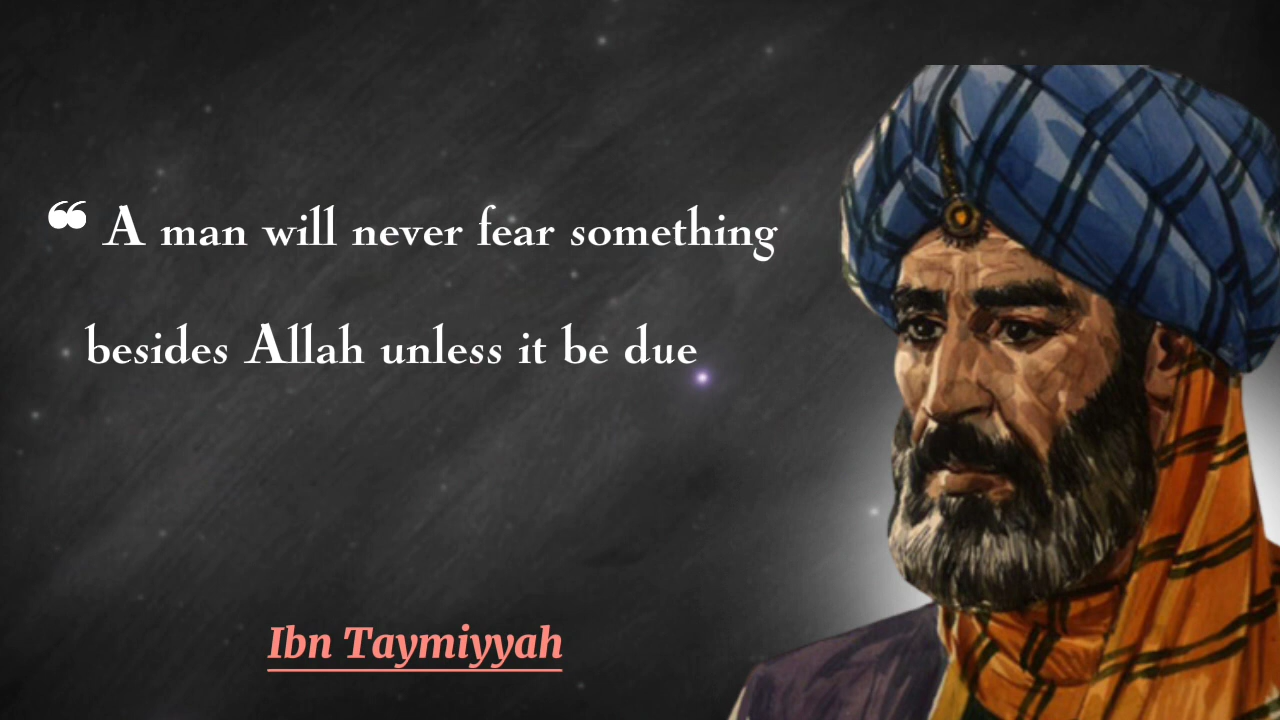 ❝ A man will never fear something
besides Allah unless it be due
Ibn Taymiyyah